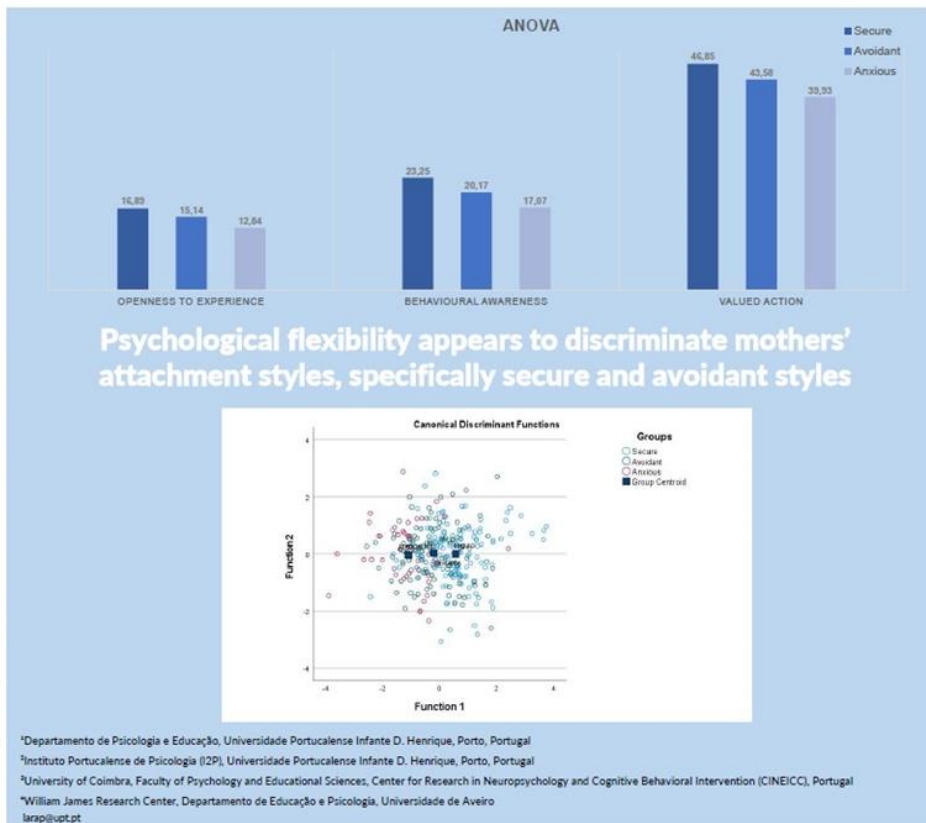 ANOVA
Secure
Avoidant
Anxious
16,89
15,14
12,84
23,25
20,17
17,07
46,85
43,58
39,93
OPENNESS TO EXPERIENCE
BEHAVIOURAL AWARENESS
VALUED ACTION
Psychological flexibility appears to discriminate mothers'
attachment styles, specifically secure and avoidant styles
Canonical Discriminant Functions
Groups
Secure
Avoidant
Anxious
Group Centroid
4
2
0
-2
-4
Function 2
-4
-2
0
2
4
Function 1
¹Departamento de Psicologia e Educação, Universidade Portucalense Infante D. Henrique, Porto, Portugal
²Instituto Portucalense de Psicologia (I2P), Universidade Portucalense Infante D. Henrique, Porto, Portugal
³University of Coimbra, Faculty of Psychology and Educational Sciences, Center for Research in Neuropsychology and Cognitive Behavioral Intervention (CINEICC), Portugal
⁴William James Research Center, Departamento de Educação e Psicologia, Universidade de Aveiro
larap@upt.pt